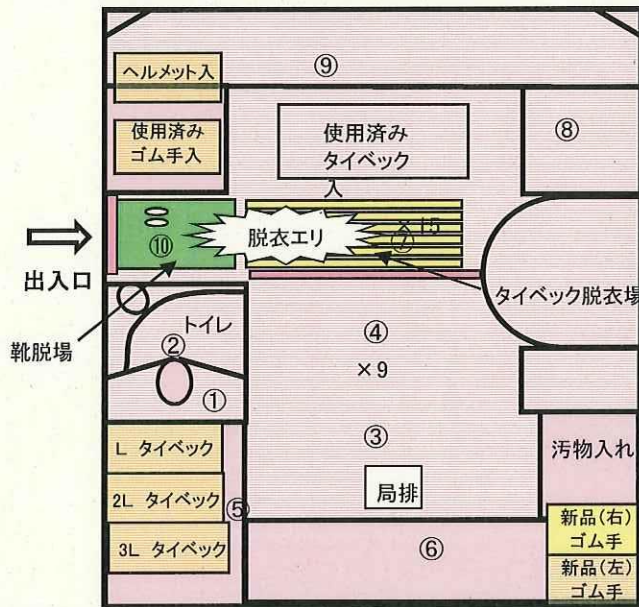 ⑨
ヘルメット入
使用済み
ゴム手入
使用済み
タイベック
入
⑧
⑩
脱衣エリ
×15
⑦
出入口
タイベック脱衣場
靴脱場
トイレ
②
①
④
×9
③
局排
L タイベック
2L タイベック
3L タイベック
⑤
⑥
汚物入れ
新品(右)
ゴム手
新品(左)
ゴム手